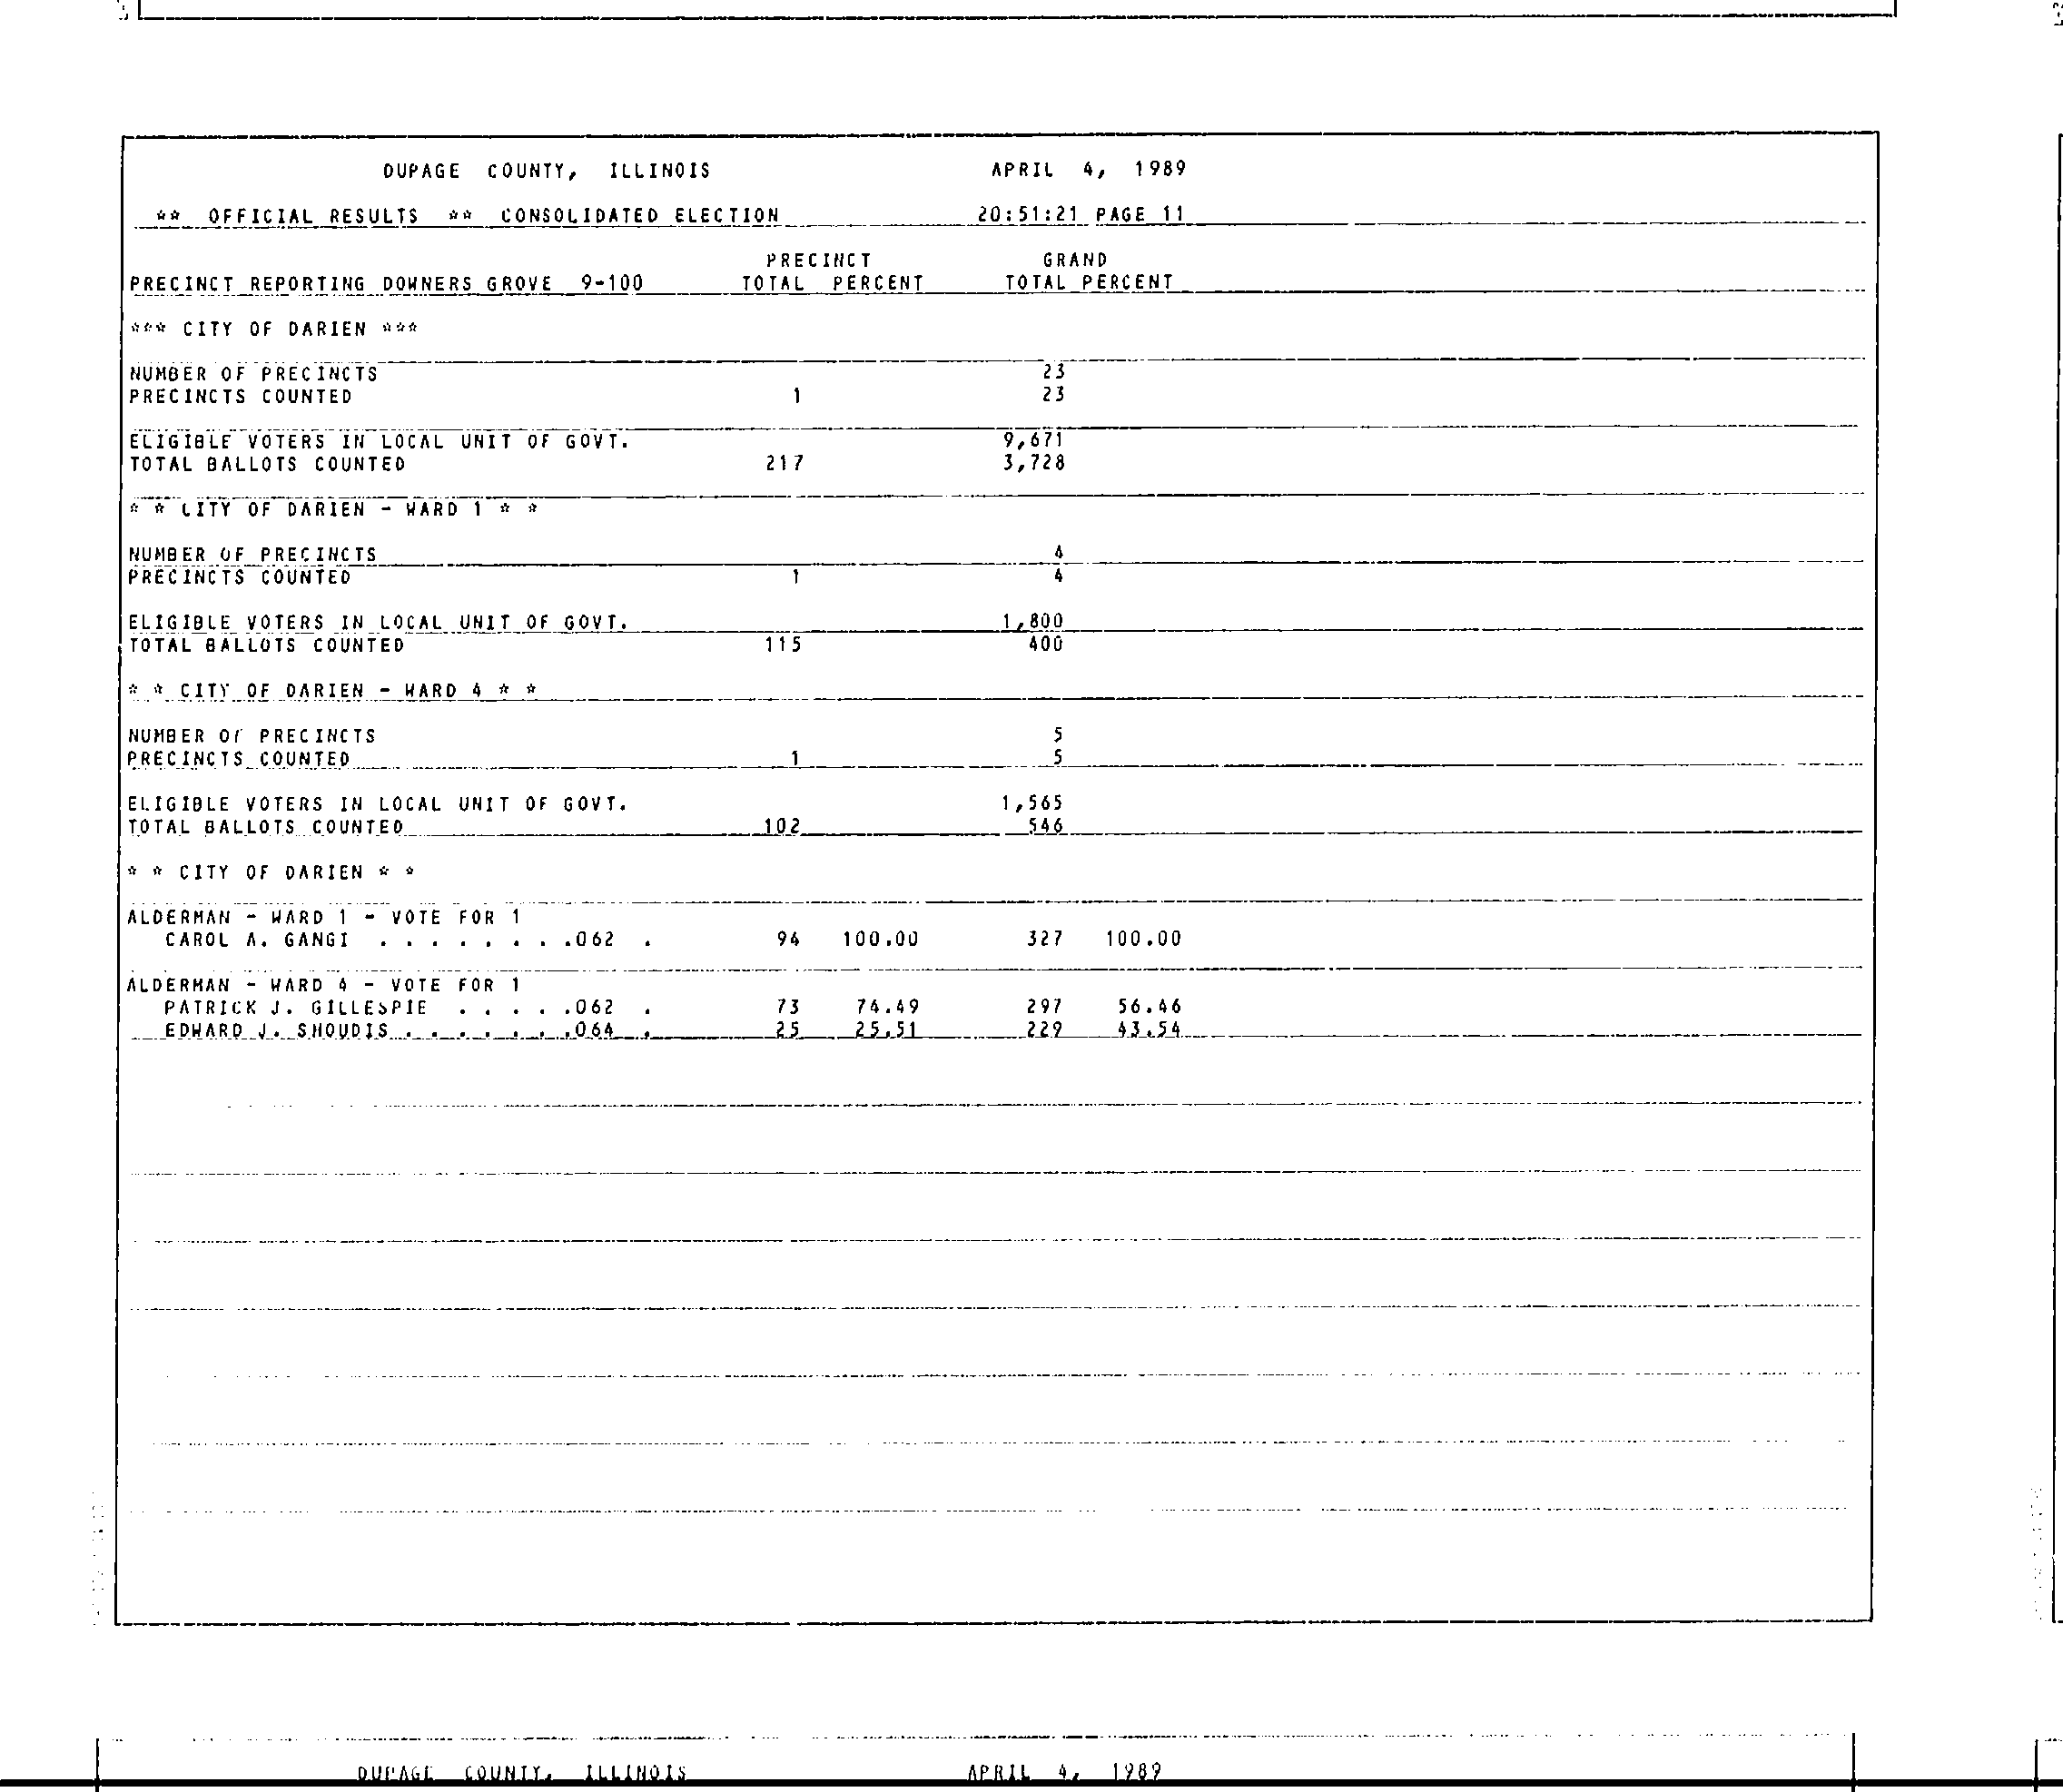 DUPAGE COUNTY, ILLINOIS APRIL 4, 1989
** OFFICIAL RESULTS ** CONSOLIDATED ELECTION 20:51:21 PAGE 11
PRECINCT GRAND
PRECINCT REPORTING DOWNERS GROVE 9-100 TOTAL PERCENT TOTAL PERCENT
*** CITY OF DARIEN ***
NUMBER OF PRECINCTS 23
PRECINCTS COUNTED 1 23
ELIGIBLE VOTERS IN LOCAL UNIT OF GOVT. 9,671
TOTAL BALLOTS COUNTED 217 3,728
* * CITY OF DARIEN - WARD 1 * *
NUMBER OF PRECINCTS 4
PRECINCTS COUNTED 1 4
ELIGIBLE VOTERS IN LOCAL UNIT OF GOVT. 1,800
TOTAL BALLOTS COUNTED 115 400
* * CITY OF DARIEN - WARD 4 * *
NUMBER OF PRECINCTS 5
PRECINCTS COUNTED 1 5
ELIGIBLE VOTERS IN LOCAL UNIT OF GOVT. 1,565
TOTAL BALLOTS COUNTED 102 546
* * CITY OF DARIEN * *
ALDERMAN - WARD 1 - VOTE FOR 1
CAROL A. GANGI . . . . . . . .062 . 94 100.00 327 100.00
ALDERMAN - WARD 4 - VOTE FOR 1
PATRICK J. GILLESPIE . . . . .062 . 73 74.49 297 56.46
EDWARD J. SHOUDIS . . . . . . .064 . 25 25.51 229 43.54
DUPAGE COUNTY, ILLINOIS APRIL 4, 1989